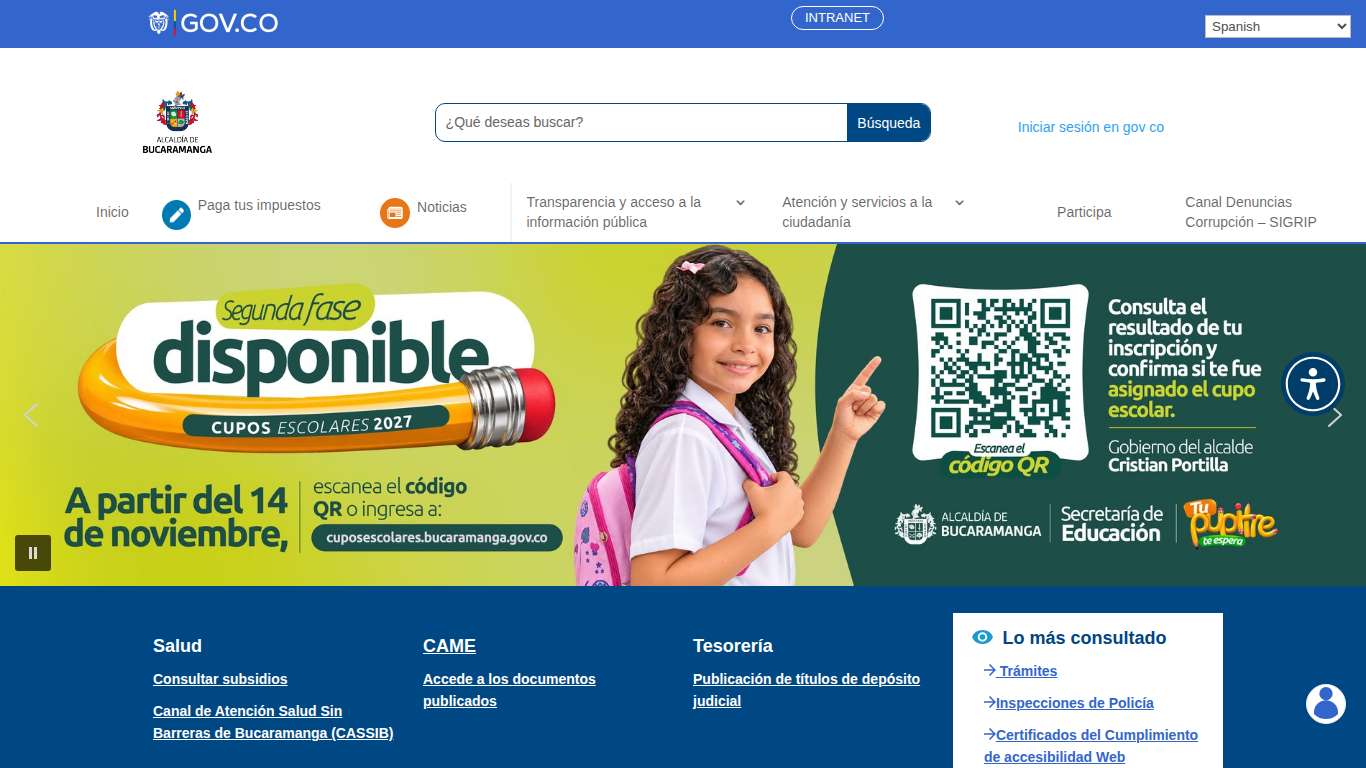 GOV.CO
INTRANET
Spanish
ALCALDÍA DE
BUCARAMANGA
¿Qué deseas buscar?
Búsqueda
Iniciar sesión en gov co
Inicio
Paga tus impuestos
Noticias
Transparencia y acceso a la
información pública
Atención y servicios a la
ciudadanía
Participa
Canal Denuncias
Corrupción – SIGRIP
Segunda fase
disponible
CUPOS ESCOLARES 2027
A partir del 14
de noviembre,
escanea el código
QR o ingresa a:
cuposescolares.bucaramanga.gov.co
Escanea el
código QR
Consulta el
resultado de tu
inscripción y
confirma si te fue
asignado el cupo
escolar.
Gobierno del alcalde
Cristian Portilla
ALCALDÍA DE
BUCARAMANGA
Secretaría de
Educación
Tu
pupitre
te espera
Salud
Consultar subsidios
Canal de Atención Salud Sin
Barreras de Bucaramanga (CASSIB)
CAME
Accede a los documentos
publicados
Tesorería
Publicación de títulos de depósito
judicial
Lo más consultado
Trámites
Inspecciones de Policía
Certificados del Cumplimiento
de accesibilidad Web